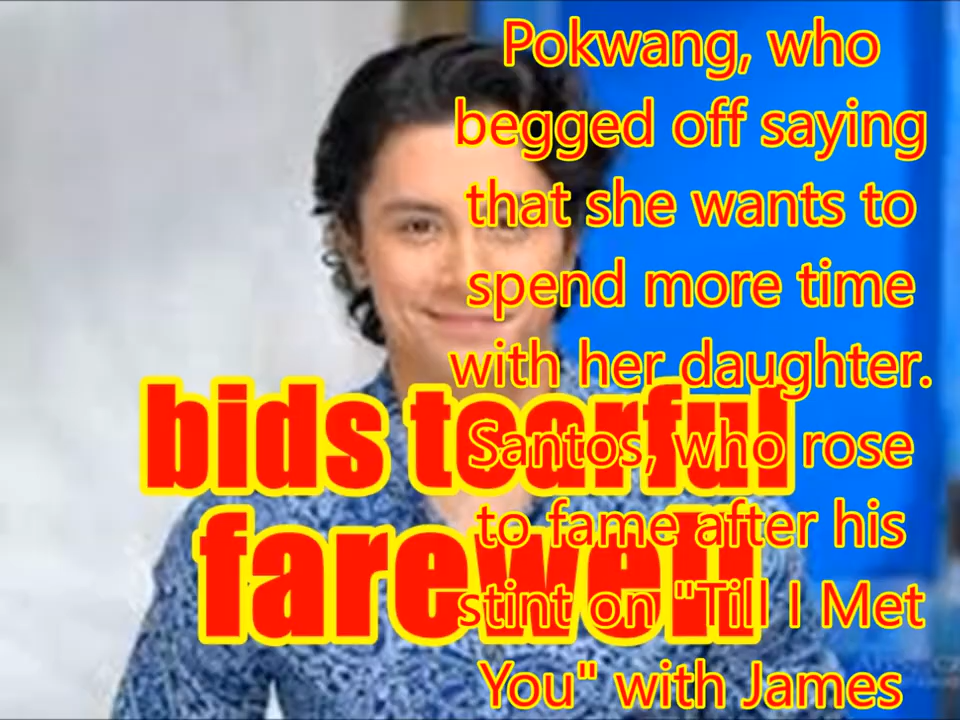 Pokwang, who
begged off saying
that she wants to
spend more time
with her daughter.
Santos, who rose
to fame after his
stint on "Till I Met
You" with James
bids tearful
farewell